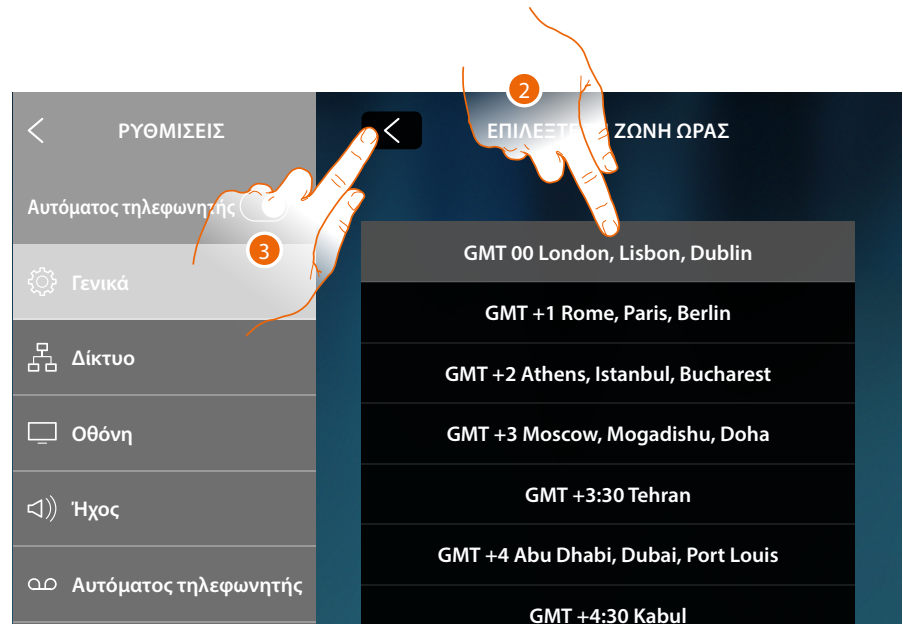 2
ΡΥΘΜΙΣΕΙΣ
ΕΠΙΛΕΞΤΕ ΖΩΝΗ ΩΡΑΣ
Αυτόματος τηλεφωνητής
3
GMT 00 London, Lisbon, Dublin
Γενικά
GMT +1 Rome, Paris, Berlin
Δίκτυο
GMT +2 Athens, Istanbul, Bucharest
Οθόνη
GMT +3 Moscow, Mogadishu, Doha
Ήχος
GMT +3:30 Tehran
GMT +4 Abu Dhabi, Dubai, Port Louis
Αυτόματος τηλεφωνητής
GMT +4:30 Kabul